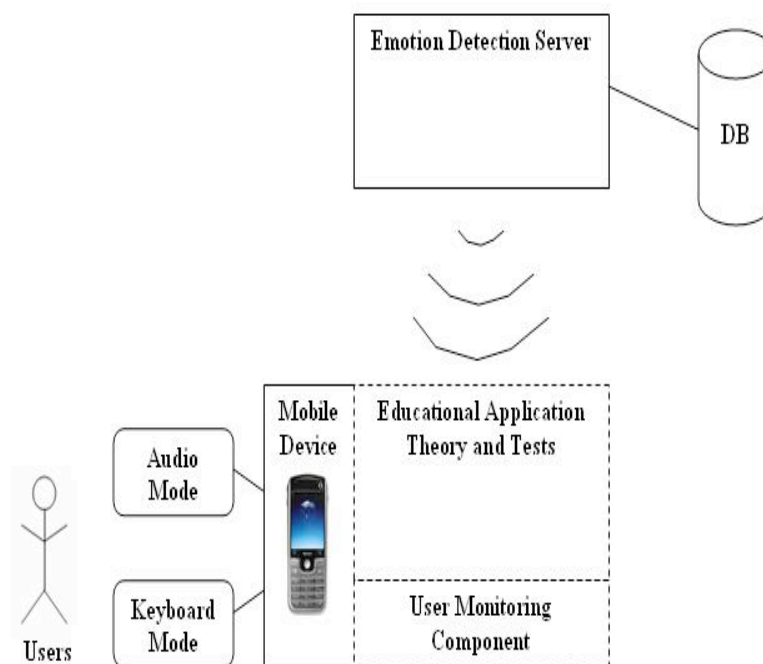 Emotion Detection Server
DB
Mobile
Device
Educational Application
Theory and Tests
Audio
Mode
Keyboard
Mode
User Monitoring
Component
Users